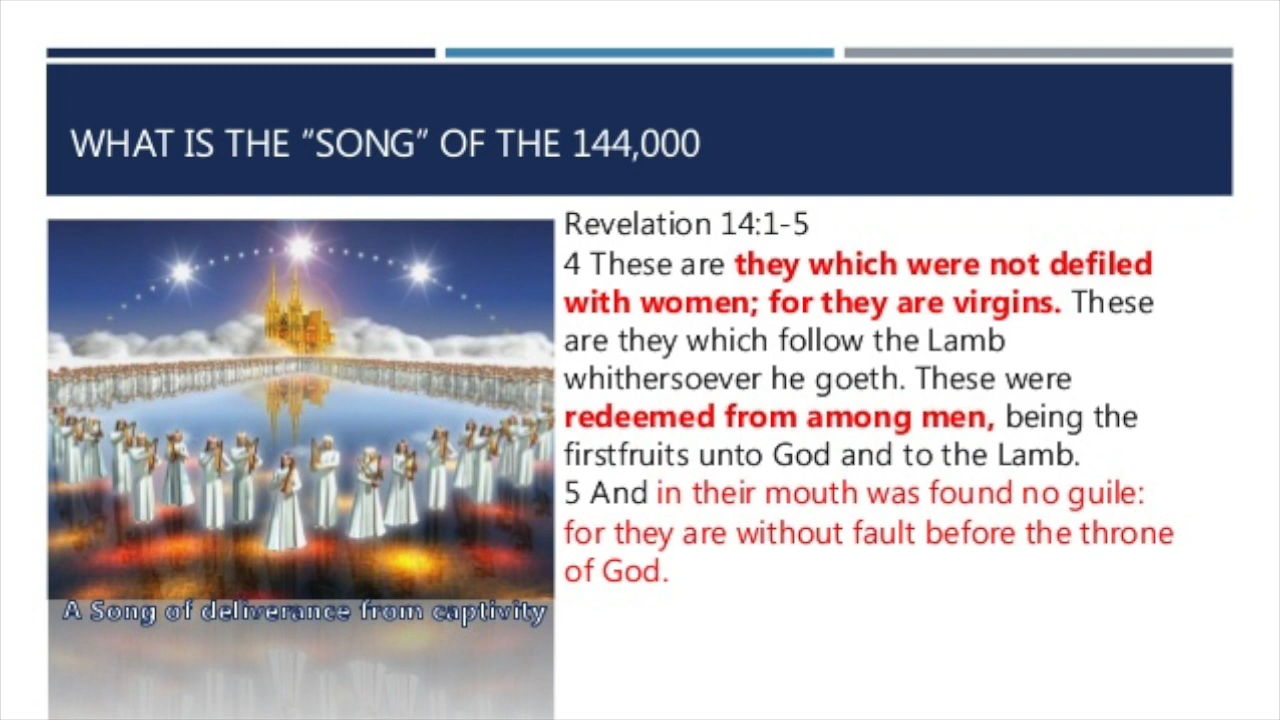 WHAT IS THE “SONG” OF THE 144,000
Revelation 14:1-5
4 These are they which were not defiled
with women; for they are virgins. These
are they which follow the Lamb
whithersoever he goeth. These were
redeemed from among men, being the
firstfruits unto God and to the Lamb.
5 And in their mouth was found no guile:
for they are without fault before the throne
of God.
A Song of deliverance from captivity